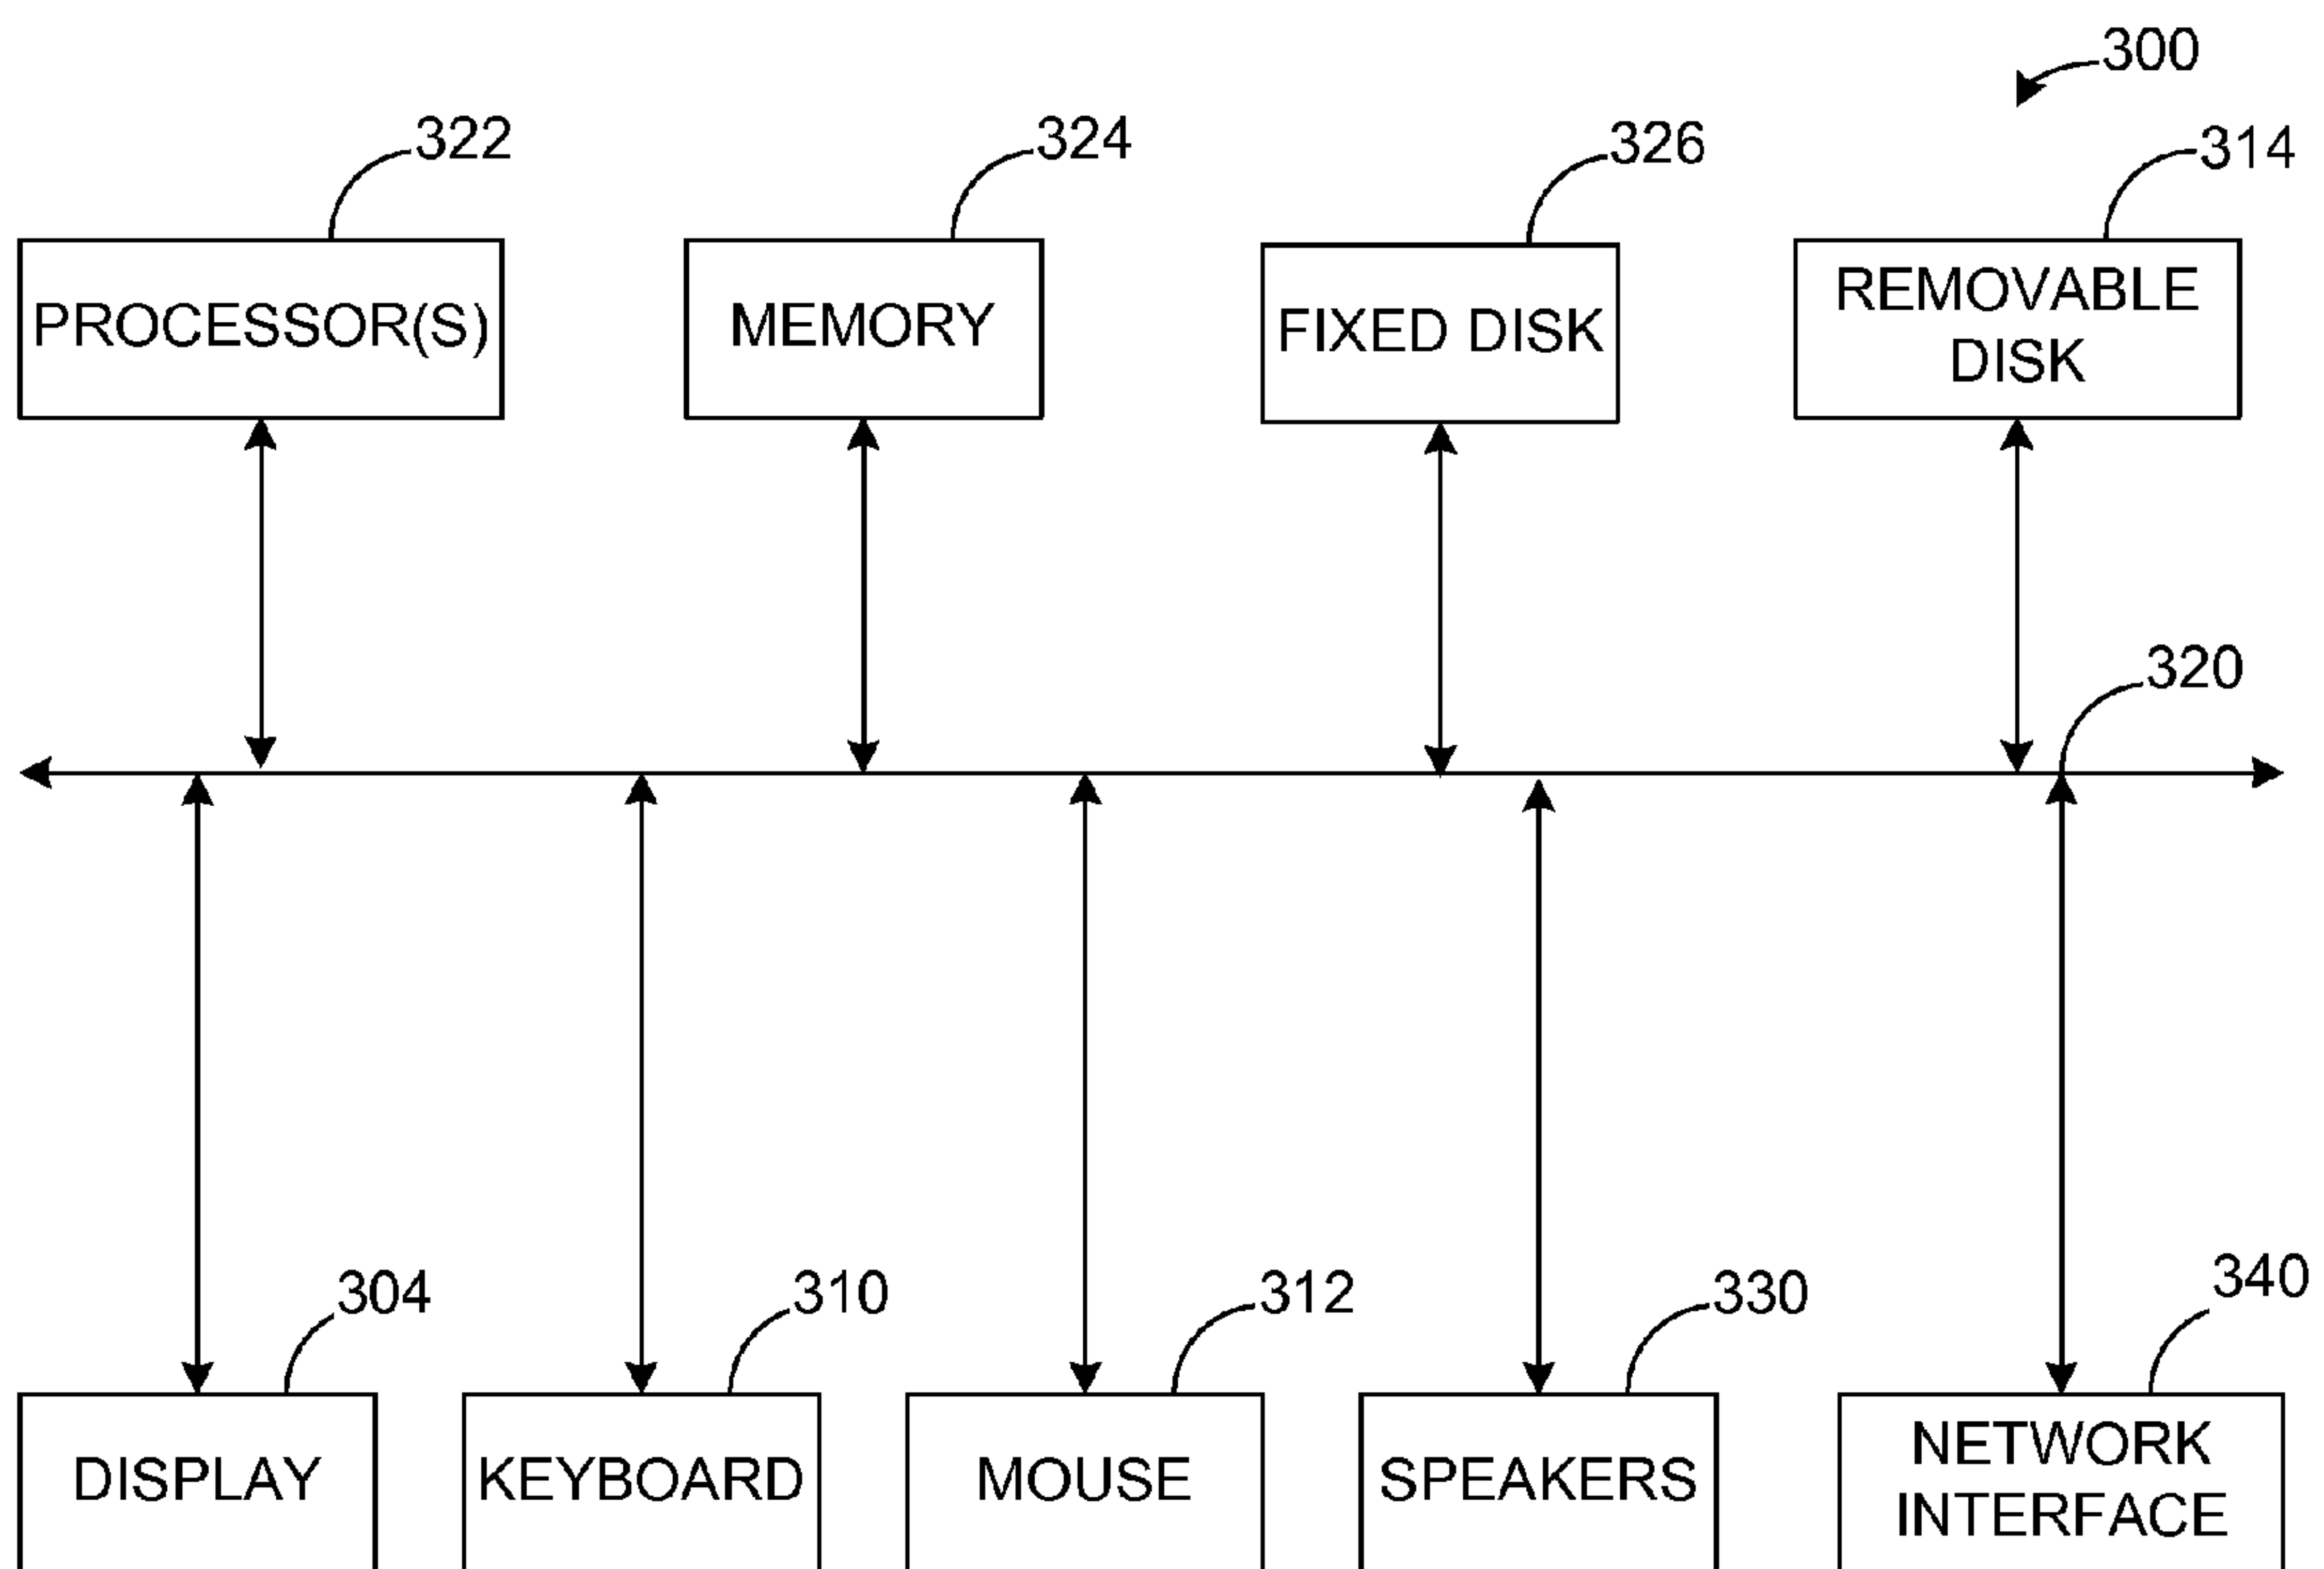 300
322
324
326
314
PROCESSOR(S)
MEMORY
FIXED DISK
REMOVABLE
DISK
320
304
310
312
330
340
DISPLAY
KEYBOARD
MOUSE
SPEAKERS
NETWORK
INTERFACE